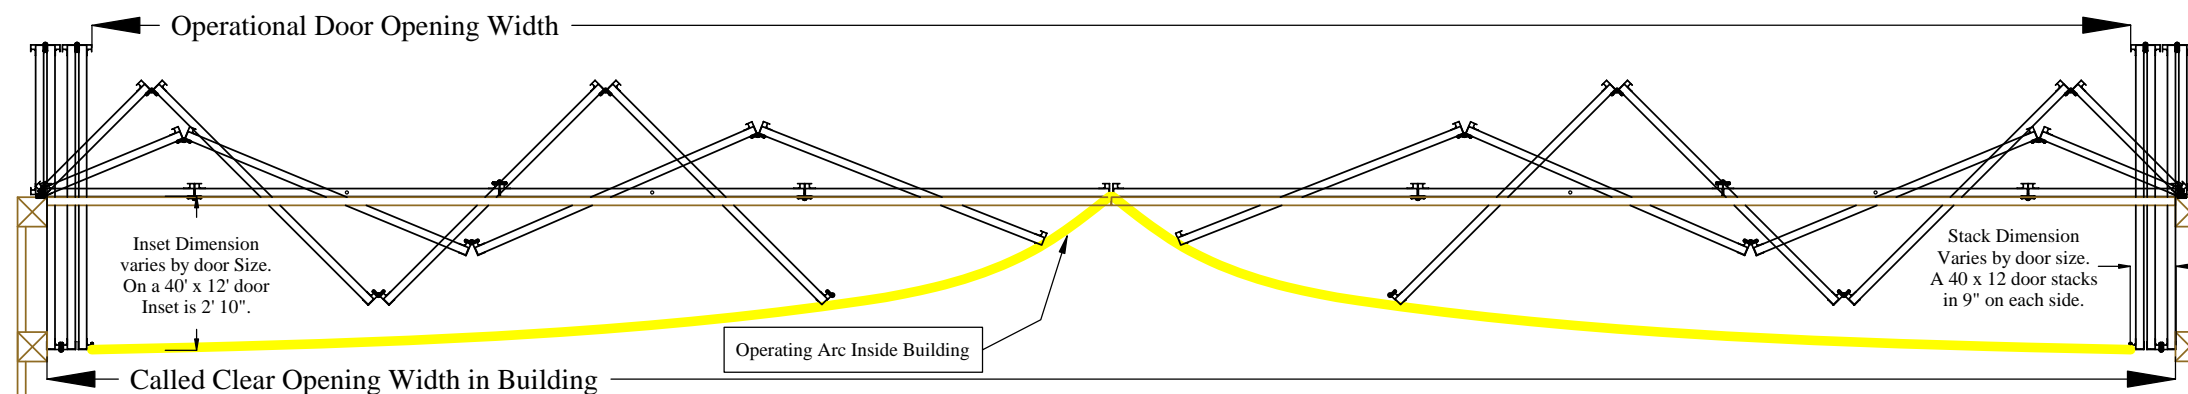 Operational Door Opening Width
Inset Dimension
varies by door Size.
On a 40' x 12' door
Inset is 2' 10".
Stack Dimension
Varies by door size.
A 40 x 12 door stacks
in 9" on each side.
Operating Arc Inside Building
Called Clear Opening Width in Building